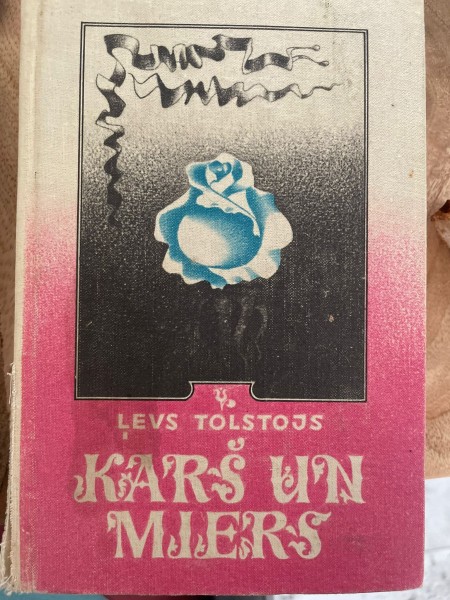 ĻEVS TOLSTOJS
KARŠ UN
MIERS